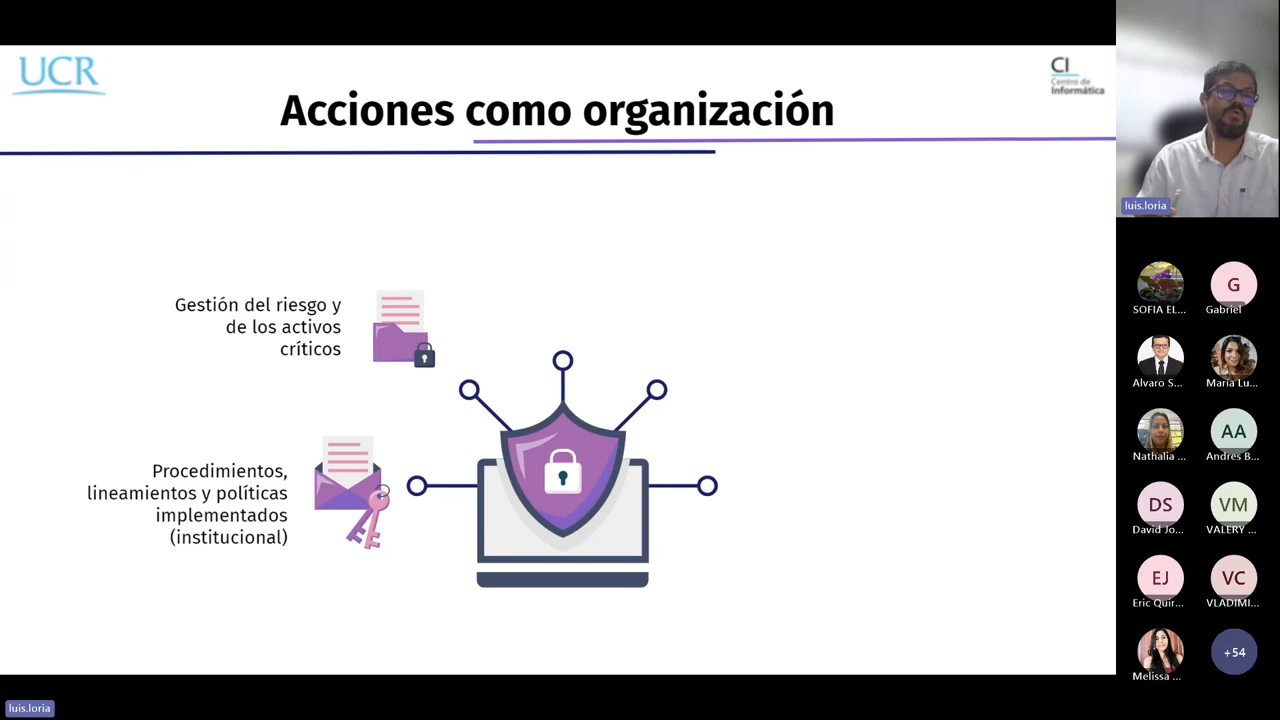 UCR
CI
Centro de
Informática
Acciones como organización
Gestión del riesgo y
de los activos
críticos
Procedimientos,
lineamientos y políticas
implementados
(institucional)
luis.loria
SOFIA EL...
Gabriel
Alvaro S...
María Lu...
Nathalia ...
AA
Andres B...
DS
David Jo...
VM
VALERY ...
EJ
Eric Quir...
VC
VLADIMI...
Melissa ...
G
+54
luis.loria